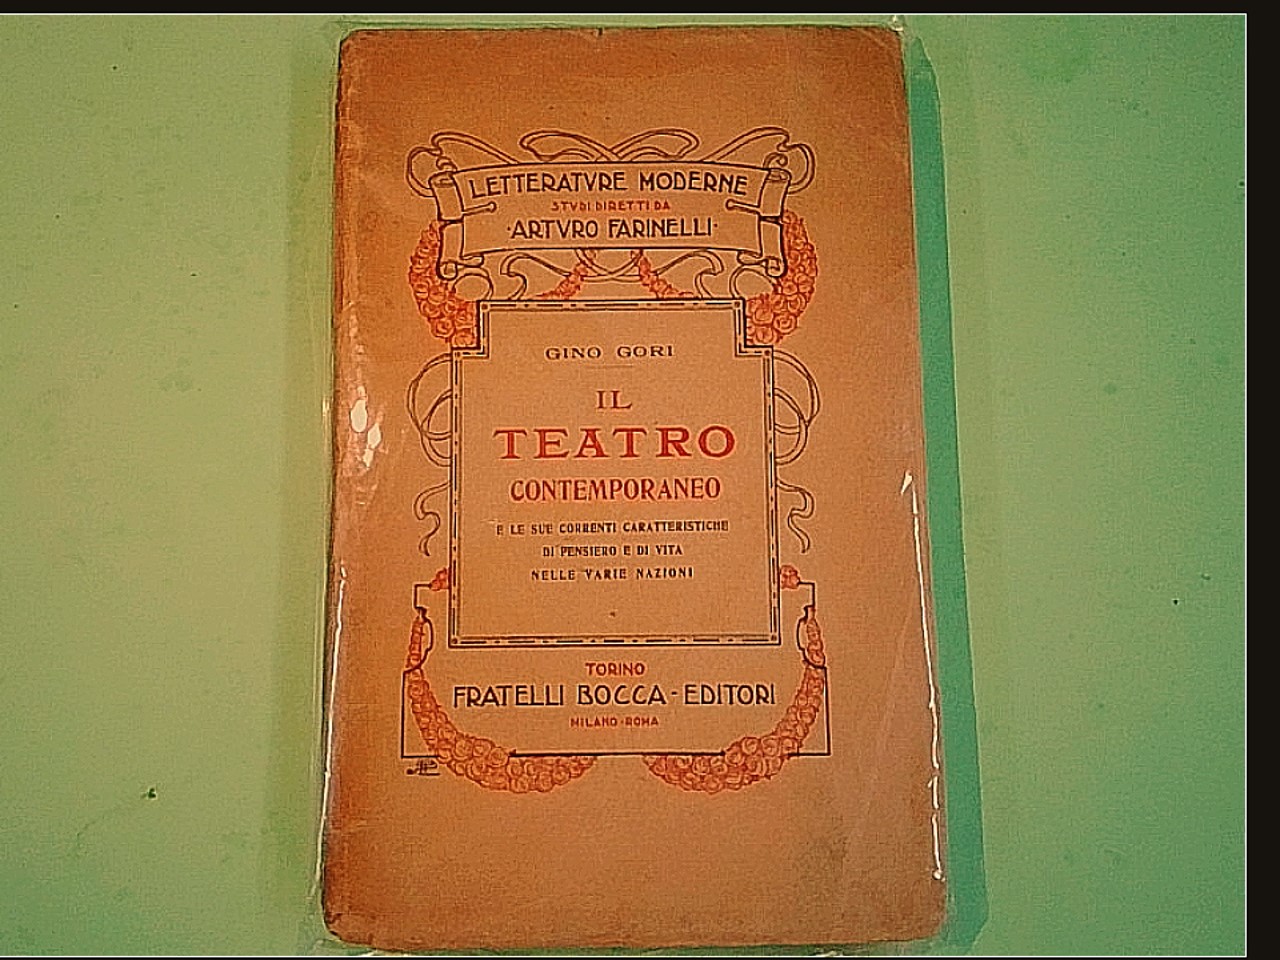 LETTERATVRE MODERNE
STVDI DIRETTI DA
·ARTVRO FARINELLI·
GINO GORI
IL
TEATRO
CONTEMPORANEO
E LE SUE CORRENTI CARATTERISTICHE
DI PENSIERO E DI VITA
NELLE VARIE NAZIONI
TORINO
FRATELLI BOCCA - EDITORI
MILANO - ROMA